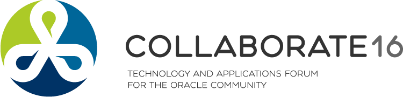 COLLABORATE16
TECHNOLOGY AND APPLICATIONS FORUM
FOR THE ORACLE COMMUNITY